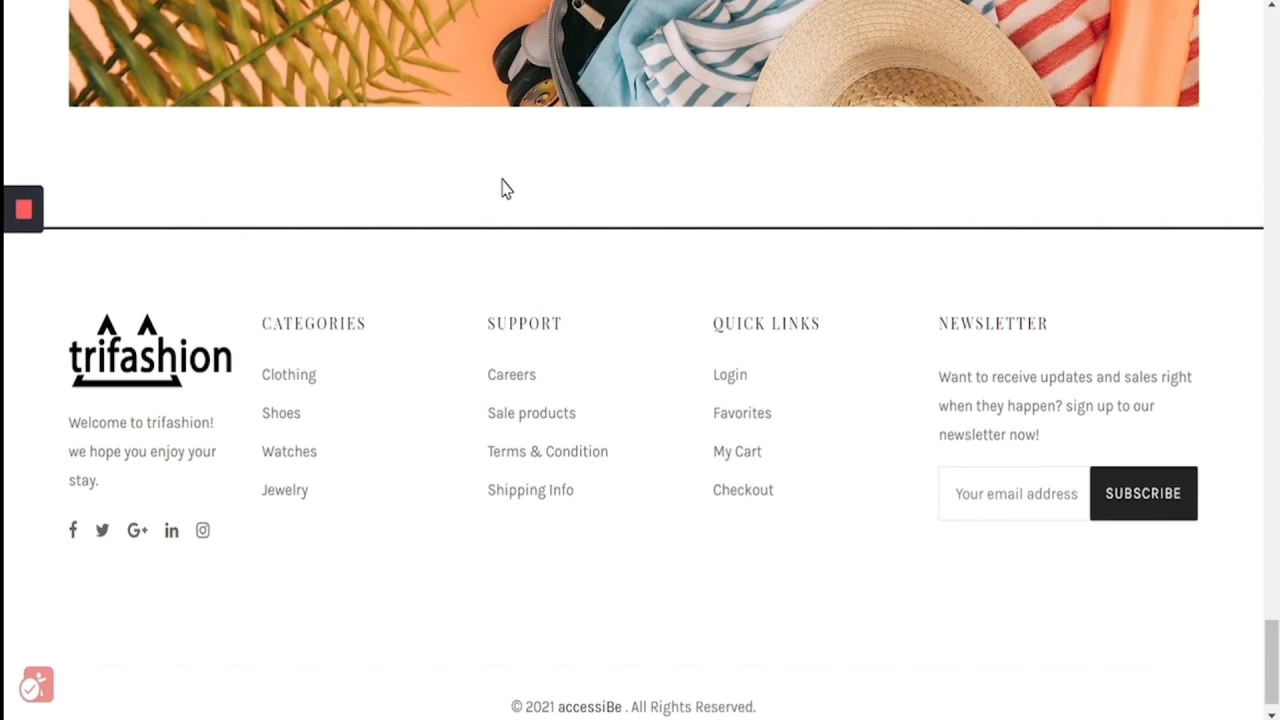 trifashion
Welcome to trifashion!
we hope you enjoy your
stay.
CATEGORIES
Clothing
Shoes
Watches
Jewelry
SUPPORT
Careers
Sale products
Terms & Condition
Shipping Info
QUICK LINKS
Login
Favorites
My Cart
Checkout
NEWSLETTER
Want to receive updates and sales right
when they happen? sign up to our
newsletter now!
Your email address
SUBSCRIBE
© 2021 accessiBe . All Rights Reserved.